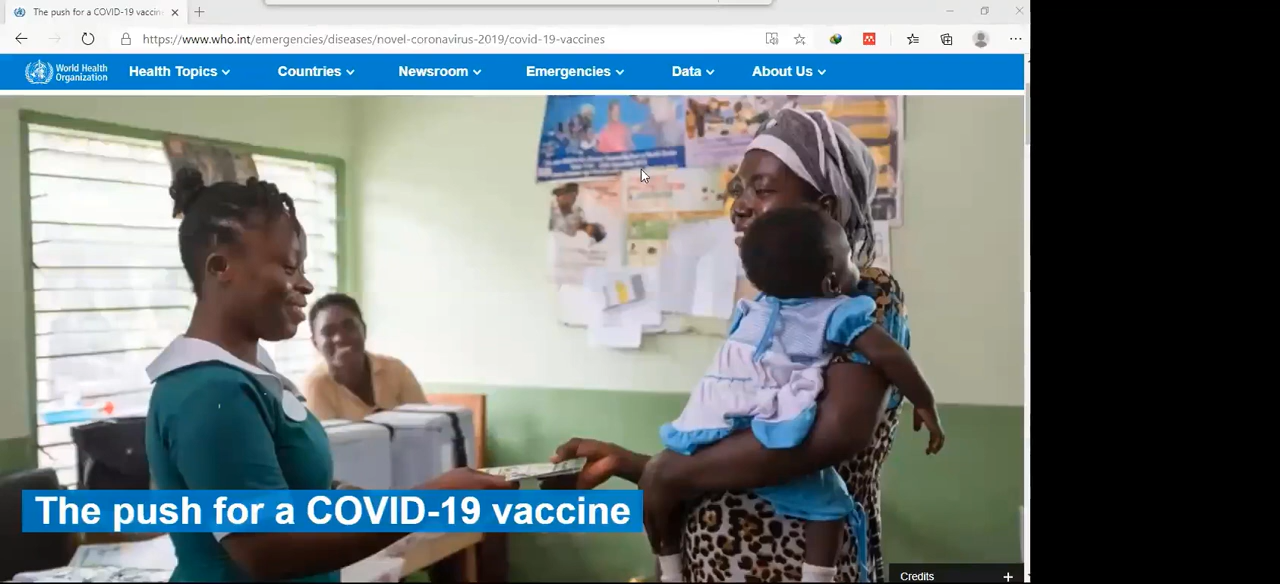 The push for a COVID-19 vaccin
https://www.who.int/emergencies/diseases/novel-coronavirus-2019/covid-19-vaccines
World Health
Organization
Health Topics
Countries
Newsroom
Emergencies
Data
About Us
The push for a COVID-19 vaccine
Credits +